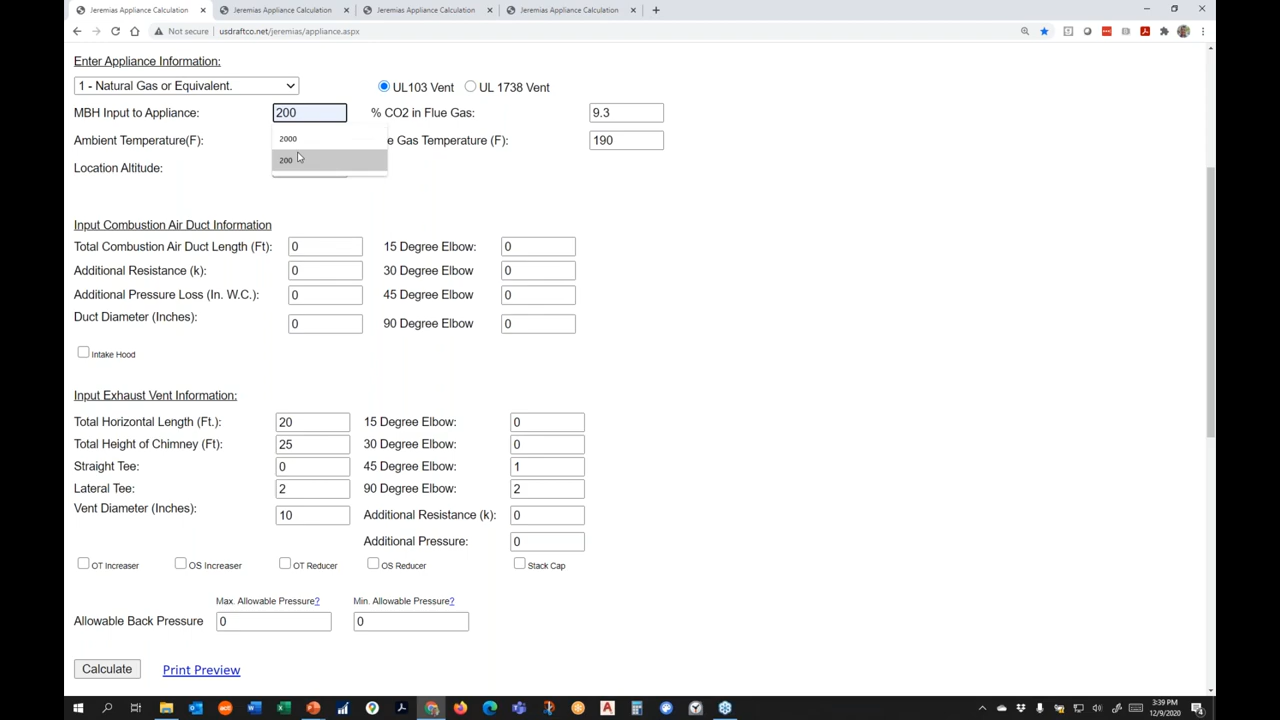 Jeremias Appliance Calculation Jeremias Appliance Calculation Jeremias Appliance Calculation Jeremias Appliance Calculation
Not secure usdraftco.net/jeremias/appliance.aspx
Enter Appliance Information:
1 - Natural Gas or Equivalent. UL103 Vent UL 1738 Vent
MBH Input to Appliance: 200 % CO2 in Flue Gas: 9.3
2000
Ambient Temperature(F): e Gas Temperature (F): 190
200
Location Altitude:
Input Combustion Air Duct Information
Total Combustion Air Duct Length (Ft): 0 15 Degree Elbow: 0
Additional Resistance (k): 0 30 Degree Elbow: 0
Additional Pressure Loss (In. W.C.): 0 45 Degree Elbow 0
Duct Diameter (Inches): 0 90 Degree Elbow 0
Intake Hood
Input Exhaust Vent Information:
Total Horizontal Length (Ft.): 20 15 Degree Elbow: 0
Total Height of Chimney (Ft): 25 30 Degree Elbow: 0
Straight Tee: 0 45 Degree Elbow: 1
Lateral Tee: 2 90 Degree Elbow: 2
Vent Diameter (Inches): 10 Additional Resistance (k): 0
Additional Pressure: 0
OT Increaser OS Increaser OT Reducer OS Reducer Stack Cap
Max. Allowable Pressure? Min. Allowable Pressure?
Allowable Back Pressure 0 0
Calculate Print Preview
3:39 PM
12/9/2020